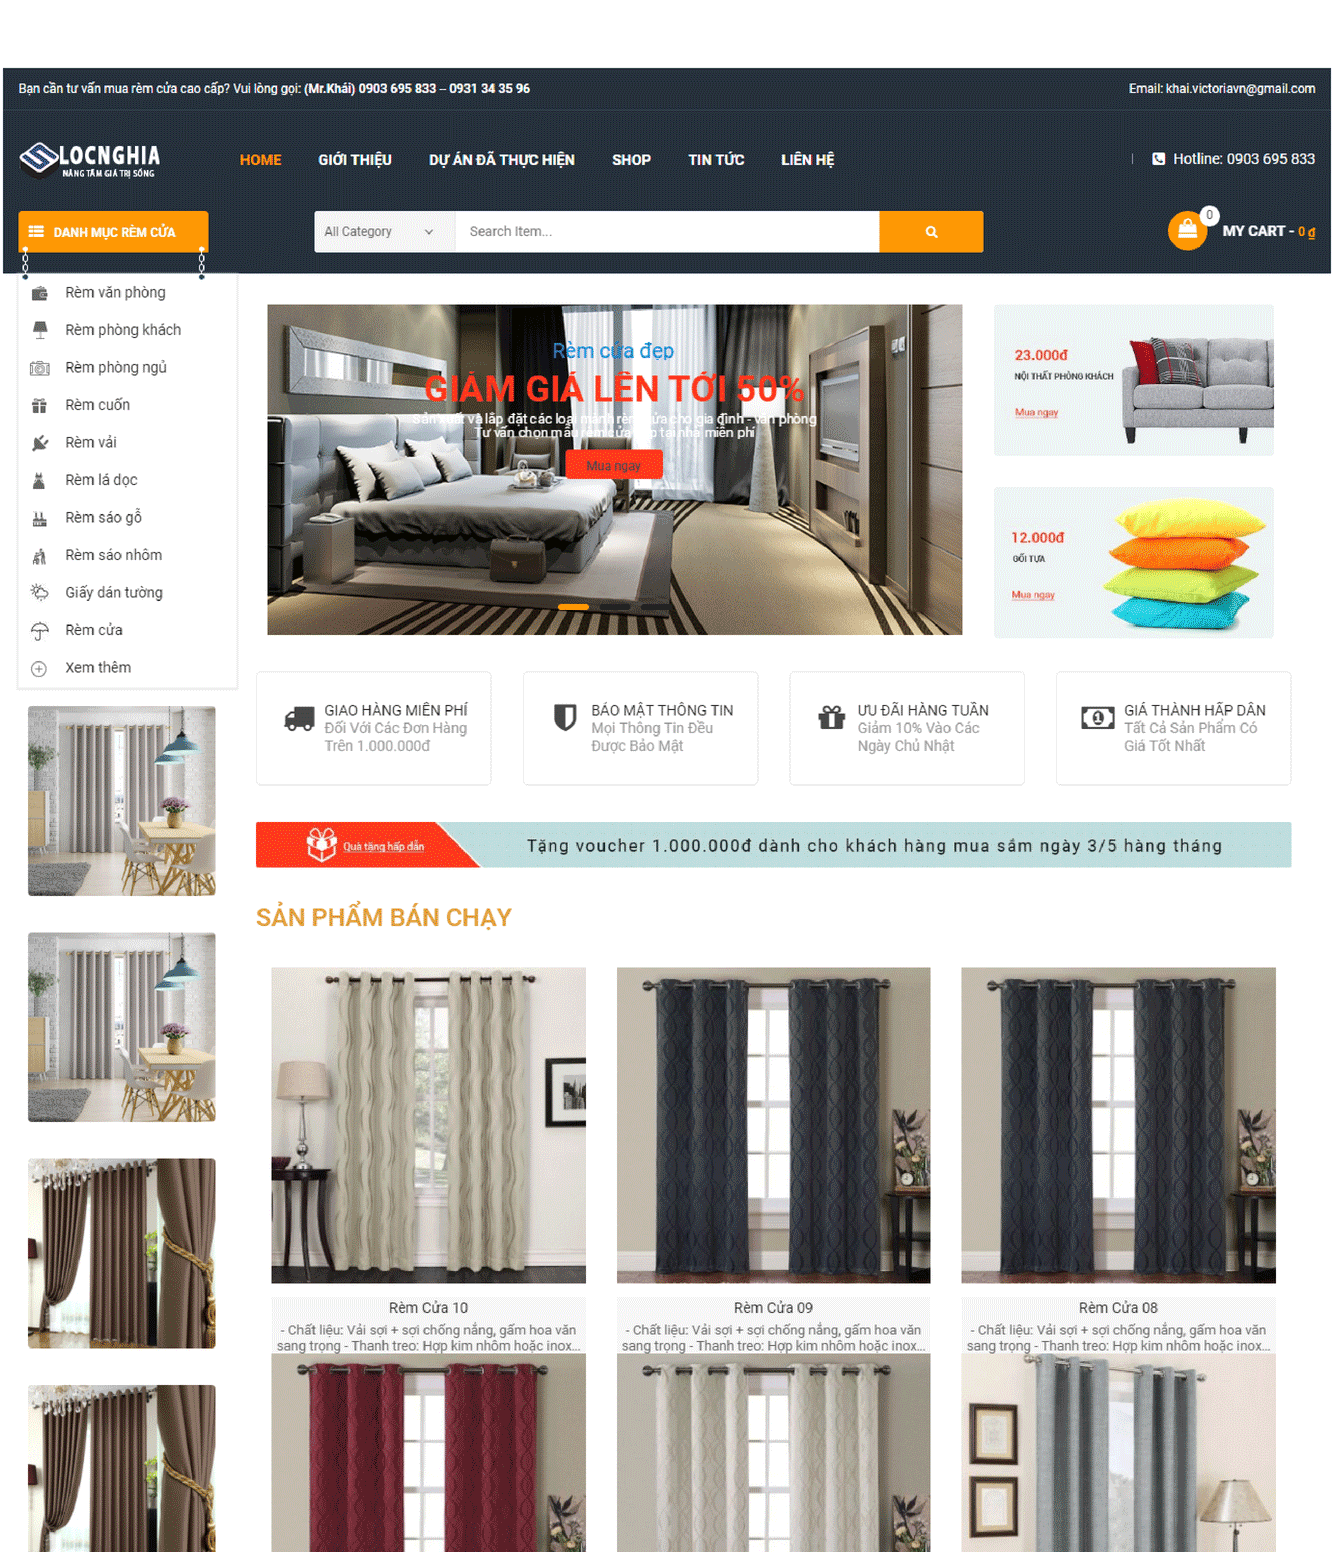 Bạn cần tư vấn mua rèm cửa cao cấp? Vui lòng gọi: (Mr.Khái) 0903 695 833 – 0931 34 35 96
Email: khai.victoriavn@gmail.com
LOCNGHIA
NÂNG TẦM GIÁ TRỊ SỐNG
HOME
GIỚI THIỆU
DỰ ÁN ĐÃ THỰC HIỆN
SHOP
TIN TỨC
LIÊN HỆ
Hotline: 0903 695 833
DANH MỤC RÈM CỬA
All Category
Search Item...
0
MY CART - 0 ₫
Rèm văn phòng
Rèm phòng khách
Rèm phòng ngủ
Rèm cuốn
Rèm vải
Rèm lá dọc
Rèm sáo gỗ
Rèm sáo nhôm
Giấy dán tường
Rèm cửa
Xem thêm
Rèm cửa đẹp
GIẢM GIÁ LÊN TỚI 50%
Sản xuất và lắp đặt các loại mành rèm cửa cho gia đình - văn phòng
Tư vấn chọn mẫu rèm cửa đẹp tại nhà miễn phí
Mua ngay
23.000đ
NỘI THẤT PHÒNG KHÁCH
Mua ngay
12.000đ
GỐI TỰA
Mua ngay
GIAO HÀNG MIỄN PHÍ
Đối Với Các Đơn Hàng
Trên 1.000.000đ
BẢO MẬT THÔNG TIN
Mọi Thông Tin Đều
Được Bảo Mật
ƯU ĐÃI HÀNG TUẦN
Giảm 10% Vào Các
Ngày Chủ Nhật
GIÁ THÀNH HẤP DẪN
Tất Cả Sản Phẩm Có
Giá Tốt Nhất
Quà tặng hấp dẫn
Tặng voucher 1.000.000đ dành cho khách hàng mua sắm ngày 3/5 hàng tháng
SẢN PHẨM BÁN CHẠY
Rèm Cửa 10
- Chất liệu: Vải sợi + sợi chống nắng, gấm hoa văn
sang trọng - Thanh treo: Hợp kim nhôm hoặc inox...
Rèm Cửa 09
- Chất liệu: Vải sợi + sợi chống nắng, gấm hoa văn
sang trọng - Thanh treo: Hợp kim nhôm hoặc inox...
Rèm Cửa 08
- Chất liệu: Vải sợi + sợi chống nắng, gấm hoa văn
sang trọng - Thanh treo: Hợp kim nhôm hoặc inox...